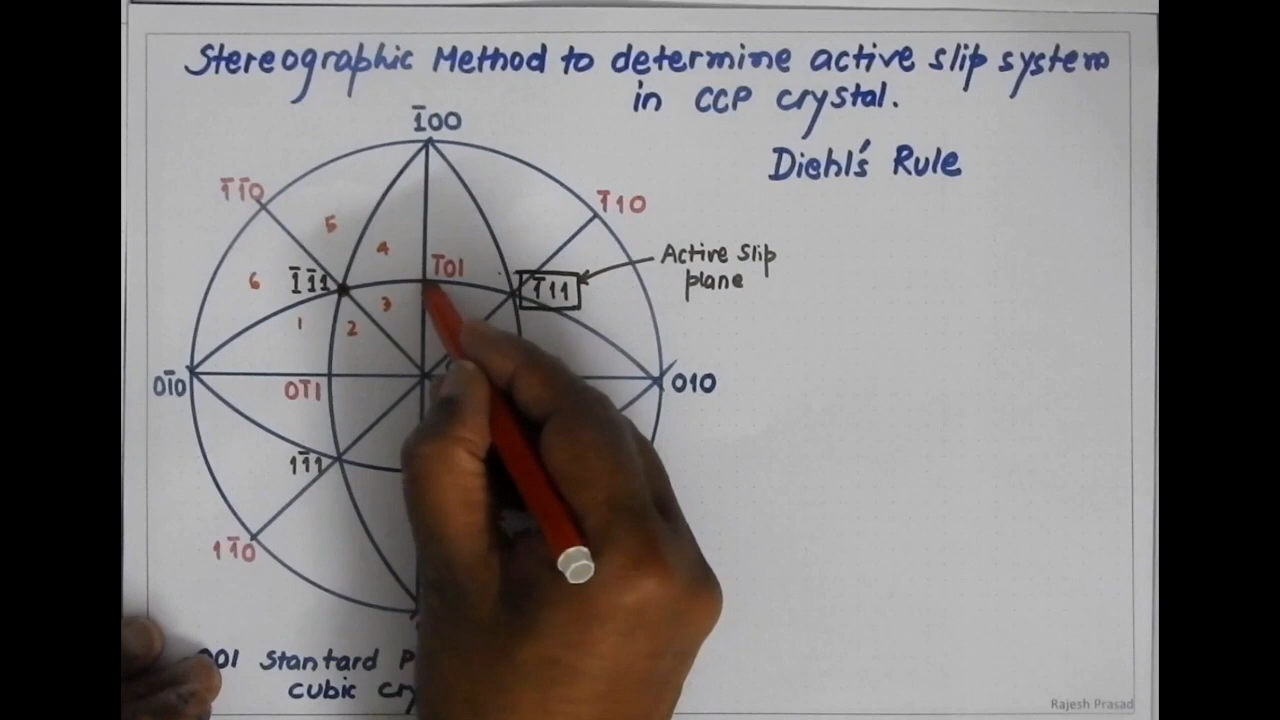 Stereographic Method to determine active slip system
in CCP crystal.
Diehl's Rule
1̄00
1̄1̄0
1̄10
5
4
Active Slip
plane
1̄01
6
1̄1̄1
1̄11
3
1
2
01̄0
01̄1
010
11̄1
11̄0
001 Stantard P
cubic cry
Rajesh Prasad